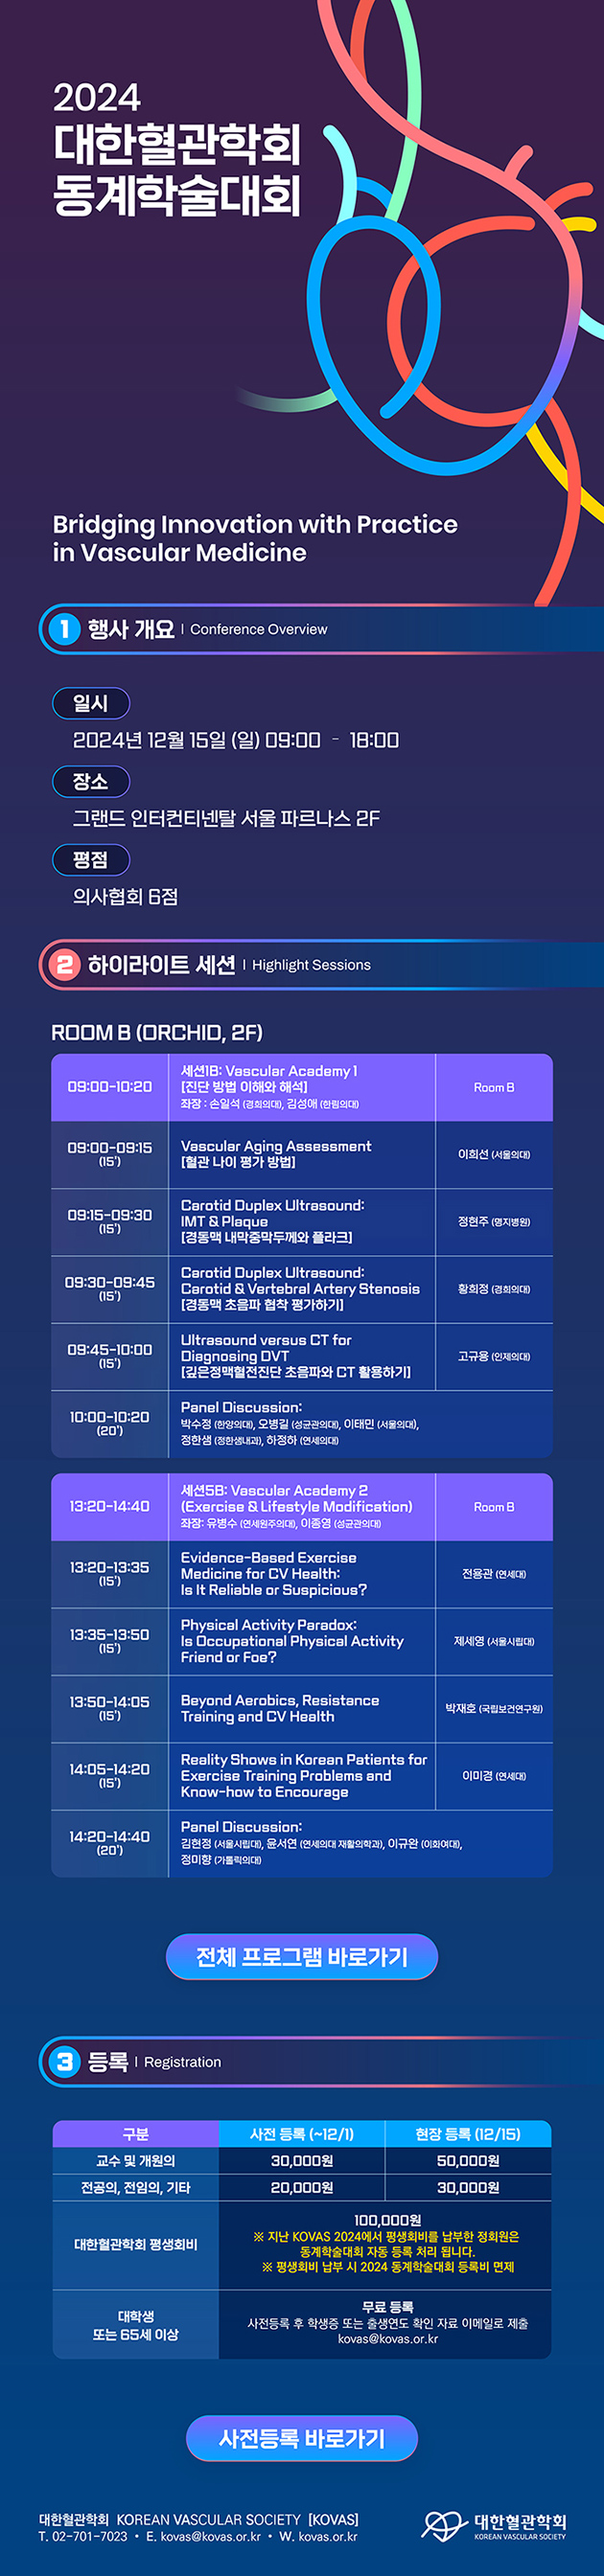 2024
대한혈관학회
동계학술대회
Bridging Innovation with Practice
in Vascular Medicine
1 행사 개요 | Conference Overview
일시
2024년 12월 15일 (일) 09:00 - 18:00
장소
그랜드 인터컨티넨탈 서울 파르나스 2F
평점
의사협회 6점
2 하이라이트 세션 | Highlight Sessions
ROOM B (ORCHID, 2F)
09:00-10:20
세션1B: Vascular Academy 1
[진단 방법 이해와 해석]
좌장 : 손일석 (경희의대), 김성애 (한림의대)
Room B
09:00-09:15
(15')
Vascular Aging Assessment
[혈관 나이 평가 방법]
이희선 (서울의대)
09:15-09:30
(15')
Carotid Duplex Ultrasound:
IMT & Plaque
[경동맥 내막중막두께와 플라크]
정현주 (명지병원)
09:30-09:45
(15')
Carotid Duplex Ultrasound:
Carotid & Vertebral Artery Stenosis
[경동맥 초음파 협착 평가하기]
황희정 (경희의대)
09:45-10:00
(15')
Ultrasound versus CT for
Diagnosing DVT
[깊은정맥혈전진단 초음파와 CT 활용하기]
고규용 (인제의대)
10:00-10:20
(20')
Panel Discussion:
박수정 (한양의대), 오병길 (성균관의대), 이태민 (서울의대),
정한샘 (정한샘내과), 하정하 (연세의대)
13:20-14:40
세션5B: Vascular Academy 2
(Exercise & Lifestyle Modification)
좌장: 유병수 (연세원주의대), 이종영 (성균관의대)
Room B
13:20-13:35
(15')
Evidence-Based Exercise
Medicine for CV Health:
Is It Reliable or Suspicious?
전용관 (연세대)
13:35-13:50
(15')
Physical Activity Paradox:
Is Occupational Physical Activity
Friend or Foe?
제세영 (서울시립대)
13:50-14:05
(15')
Beyond Aerobics, Resistance
Training and CV Health
박재호 (국립보건연구원)
14:05-14:20
(15')
Reality Shows in Korean Patients for
Exercise Training Problems and
Know-how to Encourage
이미경 (연세대)
14:20-14:40
(20')
Panel Discussion:
김현정 (서울시립대), 윤서연 (연세의대 재활의학과), 이규완 (이화여대),
정미향 (가톨릭의대)
전체 프로그램 바로가기
3 등록 | Registration
구분
사전 등록 (~12/1)
현장 등록 (12/15)
교수 및 개원의
30,000원
50,000원
전공의, 전임의, 기타
20,000원
30,000원
대한혈관학회 평생회비
100,000원
※ 지난 KOVAS 2024에서 평생회비를 납부한 정회원은
동계학술대회 자동 등록 처리 됩니다.
※ 평생회비 납부 시 2024 동계학술대회 등록비 면제
대학생
또는 65세 이상
무료 등록
사전등록 후 학생증 또는 출생연도 확인 자료 이메일로 제출
kovas@kovas.or.kr
사전등록 바로가기
대한혈관학회 KOREAN VASCULAR SOCIETY [KOVAS]
T. 02-701-7023 • E. kovas@kovas.or.kr • W. kovas.or.kr
대한혈관학회
KOREAN VASCULAR SOCIETY